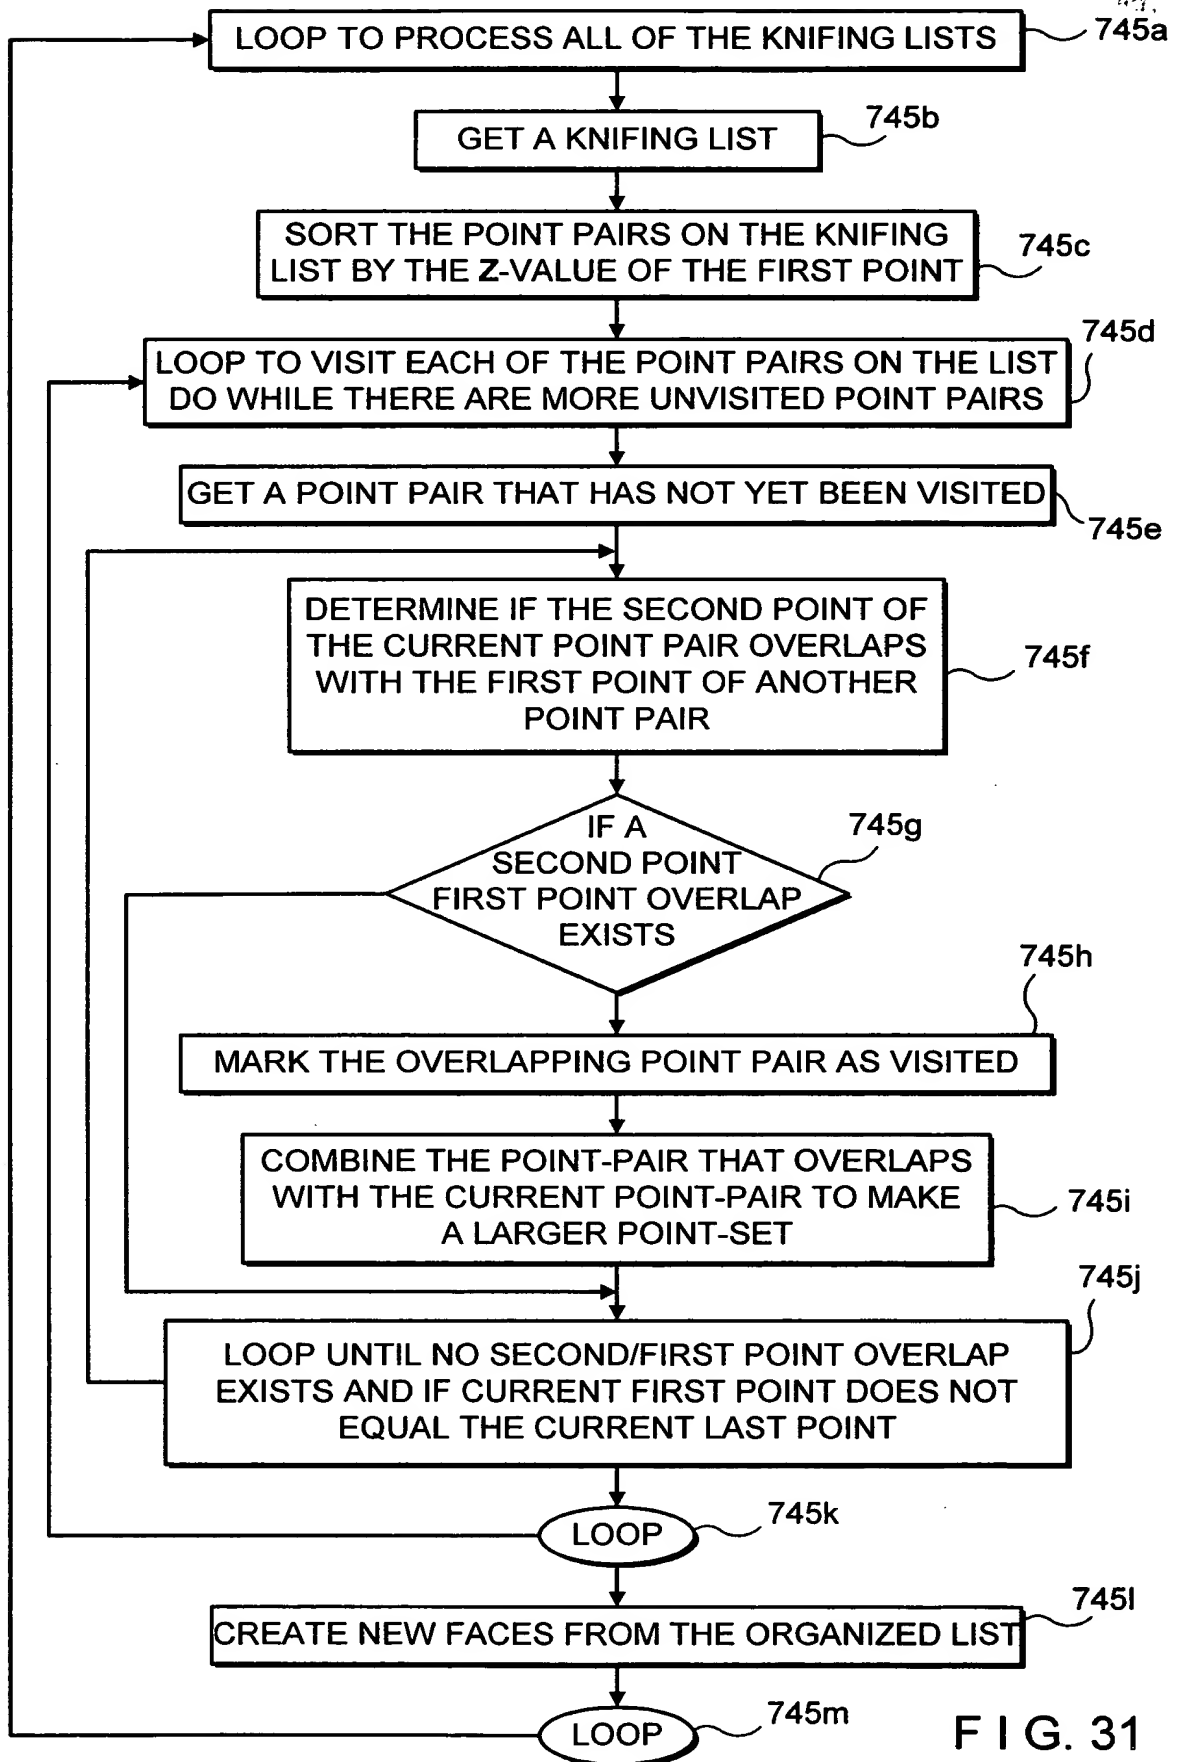 LOOP TO PROCESS ALL OF THE KNIFING LISTS
745a
GET A KNIFING LIST
745b
SORT THE POINT PAIRS ON THE KNIFING
LIST BY THE Z-VALUE OF THE FIRST POINT
745c
LOOP TO VISIT EACH OF THE POINT PAIRS ON THE LIST
DO WHILE THERE ARE MORE UNVISITED POINT PAIRS
745d
GET A POINT PAIR THAT HAS NOT YET BEEN VISITED
745e
DETERMINE IF THE SECOND POINT OF
THE CURRENT POINT PAIR OVERLAPS
WITH THE FIRST POINT OF ANOTHER
POINT PAIR
745f
IF A
SECOND POINT
FIRST POINT OVERLAP
EXISTS
745g
MARK THE OVERLAPPING POINT PAIR AS VISITED
745h
COMBINE THE POINT-PAIR THAT OVERLAPS
WITH THE CURRENT POINT-PAIR TO MAKE
A LARGER POINT-SET
745i
LOOP UNTIL NO SECOND/FIRST POINT OVERLAP
EXISTS AND IF CURRENT FIRST POINT DOES NOT
EQUAL THE CURRENT LAST POINT
745j
LOOP
745k
CREATE NEW FACES FROM THE ORGANIZED LIST
745l
LOOP
745m
FIG. 31